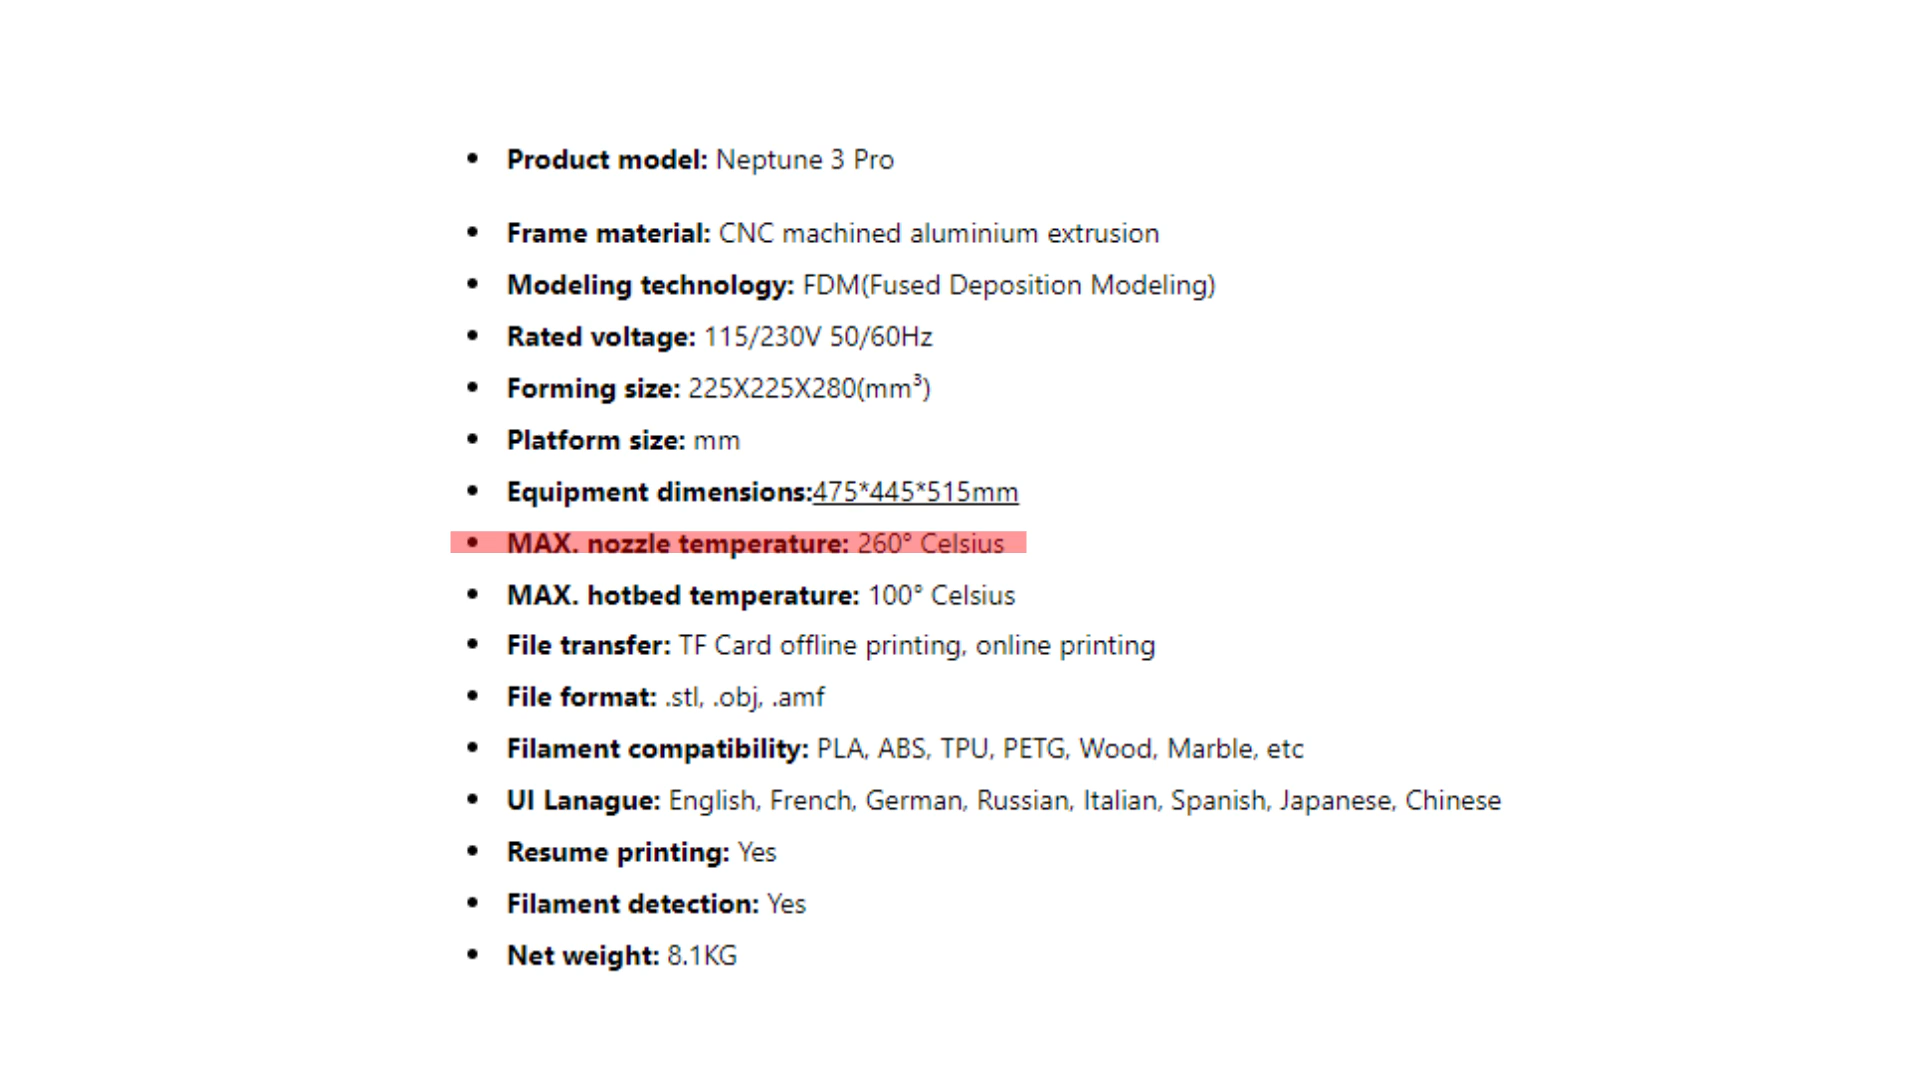 • Product model: Neptune 3 Pro
• Frame material: CNC machined aluminium extrusion
• Modeling technology: FDM(Fused Deposition Modeling)
• Rated voltage: 115/230V 50/60Hz
• Forming size: 225X225X280(mm³)
• Platform size: mm
• Equipment dimensions:475*445*515mm
• MAX. nozzle temperature: 260° Celsius
• MAX. hotbed temperature: 100° Celsius
• File transfer: TF Card offline printing, online printing
• File format: .stl, .obj, .amf
• Filament compatibility: PLA, ABS, TPU, PETG, Wood, Marble, etc
• UI Lanague: English, French, German, Russian, Italian, Spanish, Japanese, Chinese
• Resume printing: Yes
• Filament detection: Yes
• Net weight: 8.1KG